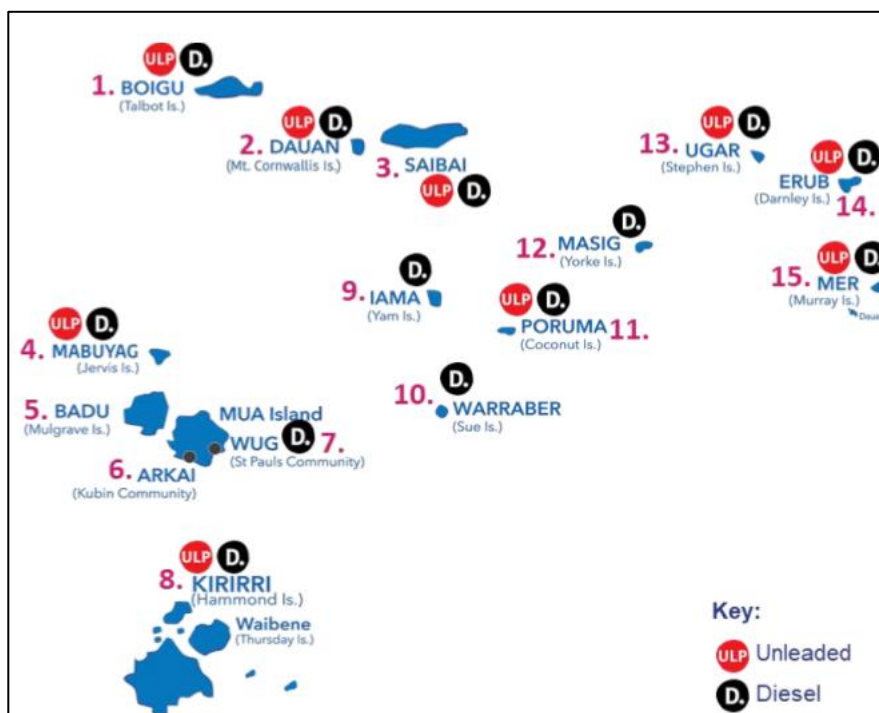 ULP D.
1. BOIGU
(Talbot Is.)
ULP D.
2. DAUAN
(Mt. Cornwallis Is.)
3. SAIBAI
ULP D.
ULP D.
13. UGAR
(Stephen Is.)
ULP D.
ERUB
(Darnley Is.)
14.
D.
12. MASIG
(Yorke Is.)
ULP D.
15. MER
(Murray Is.)
D.
9. IAMA
(Yam Is.)
ULP D.
PORUMA 11.
(Coconut Is.)
ULP D.
4. MABUYAG
(Jervis Is.)
D.
10. WARRABER
(Sue Is.)
5. BADU
(Mulgrave Is.)
MUA Island
WUG D. 7.
(St Pauls Community)
6. ARKAI
(Kubin Community)
ULP D.
8. KIRIRRI
(Hammond Is.)
Waibene
(Thursday Is.)
Key:
ULP Unleaded
D. Diesel